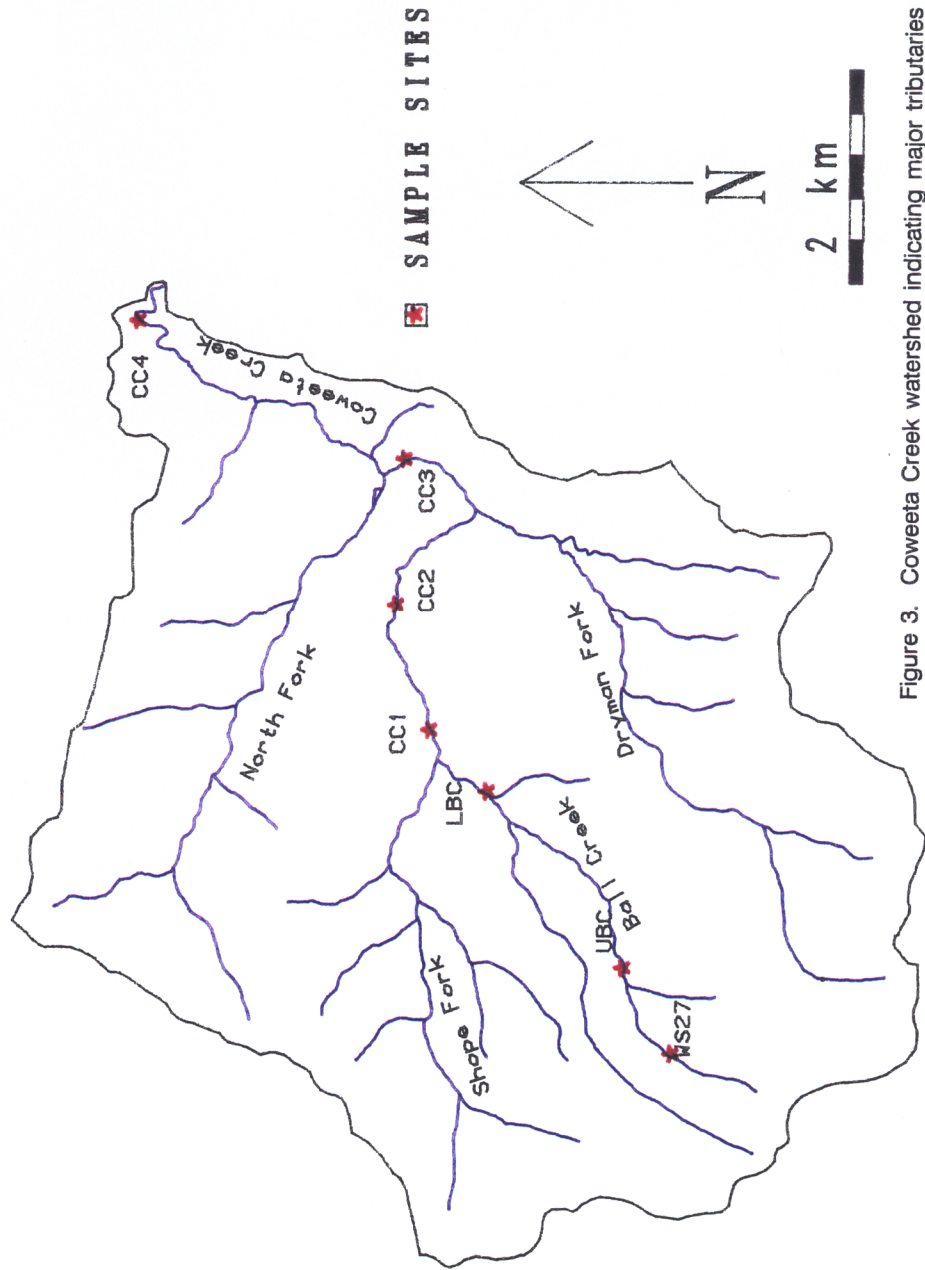 CC4
Coweeta Creek
CC3
CC2
North Fork
CC1
LBC
Dryman Fork
Ball Creek
UBC
Shope Fork
WS27
SAMPLE SITES
N
2 km
Figure 3. Coweeta Creek watershed indicating major tributaries